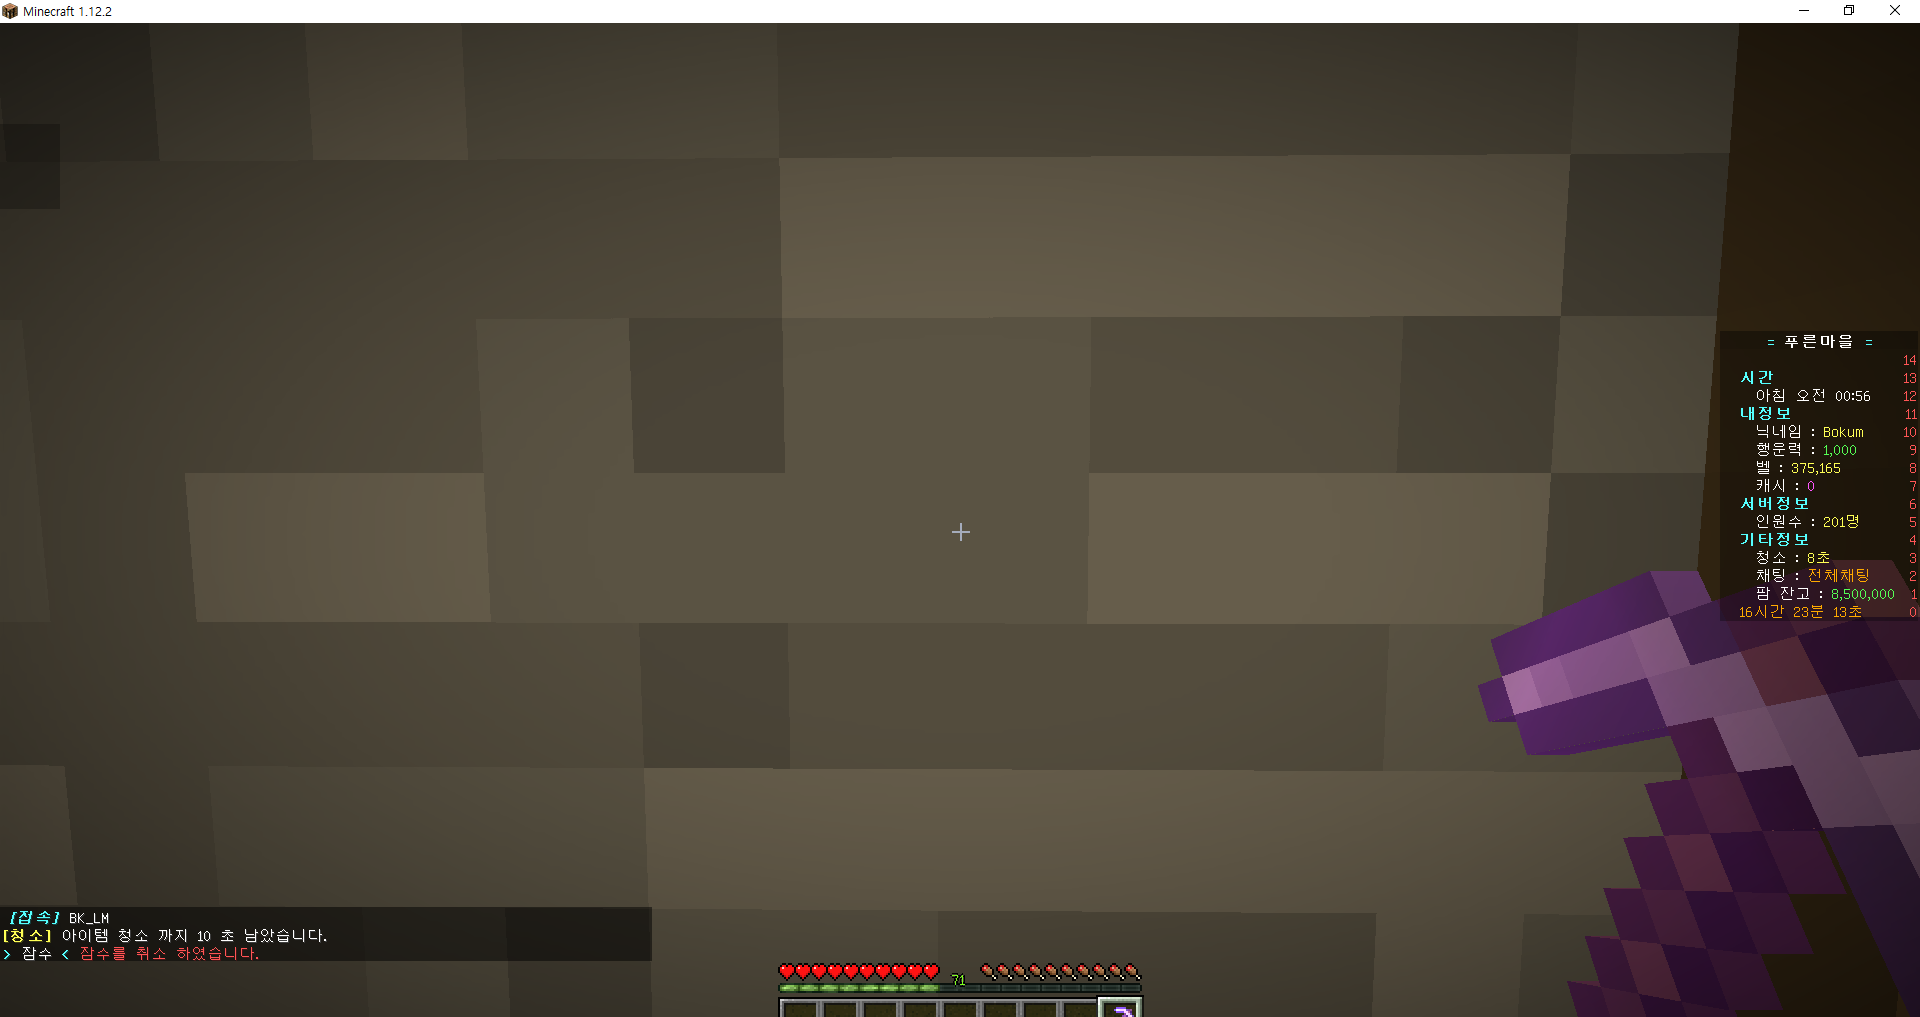 Minecraft 1.12.2
= 푸른마을 =
14
시간 13
아침 오전 00:56 12
내정보 11
닉네임 : Bokum 10
행운력 : 1,000 9
벨 : 375,165 8
캐시 : 0 7
서버정보 6
인원수 : 201명 5
기타정보 4
청소 : 8초 3
채팅 : 전체채팅 2
팜 잔고 : 8,500,000 1
16시간 23분 13초 0
[접속] BK_LM
[청소] 아이템 청소 까지 10 초 남았습니다.
> 잠수 < 잠수를 취소 하였습니다.
71